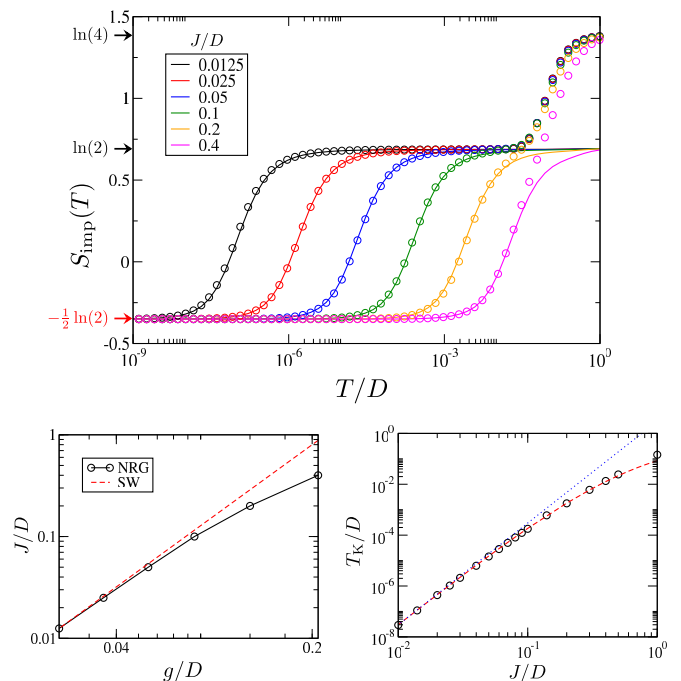 ln(4)
ln(2)
-1/2 ln(2)
S_imp(T)
1.5
1
0.5
0
-0.5
J/D
0.0125
0.025
0.05
0.1
0.2
0.4
10^-9
10^-6
10^-3
10^0
T/D
J/D
1
0.1
0.01
NRG
SW
0.04
0.2
g/D
T_K/D
10^0
10^-2
10^-4
10^-6
10^-8
10^-2
10^-1
10^0
J/D